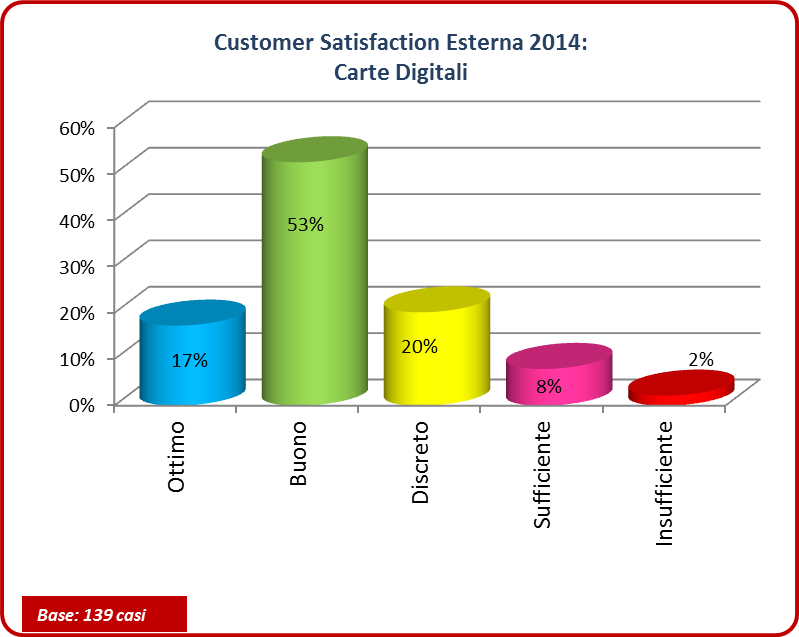 Customer Satisfaction Esterna 2014:
Carte Digitali
60%
50%
40%
30%
20%
10%
0%
17%
53%
20%
8%
2%
Ottimo
Buono
Discreto
Sufficiente
Insufficiente
Base: 139 casi